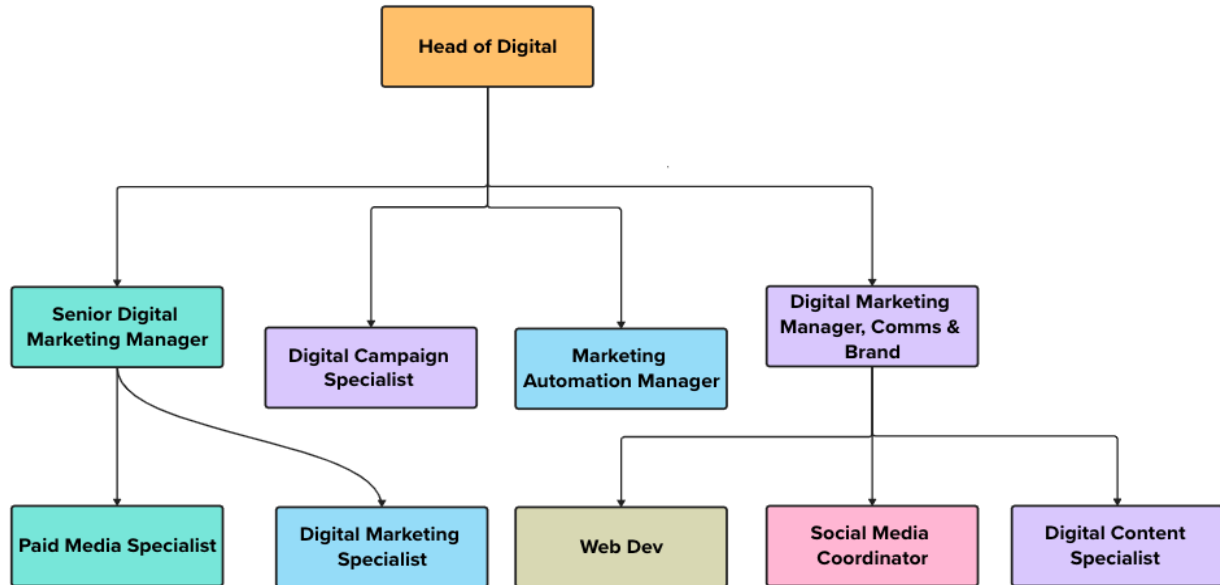 Head of Digital
Senior Digital
Marketing Manager
Digital Campaign
Specialist
Marketing
Automation Manager
Digital Marketing
Manager, Comms &
Brand
Paid Media Specialist
Digital Marketing
Specialist
Web Dev
Social Media
Coordinator
Digital Content
Specialist